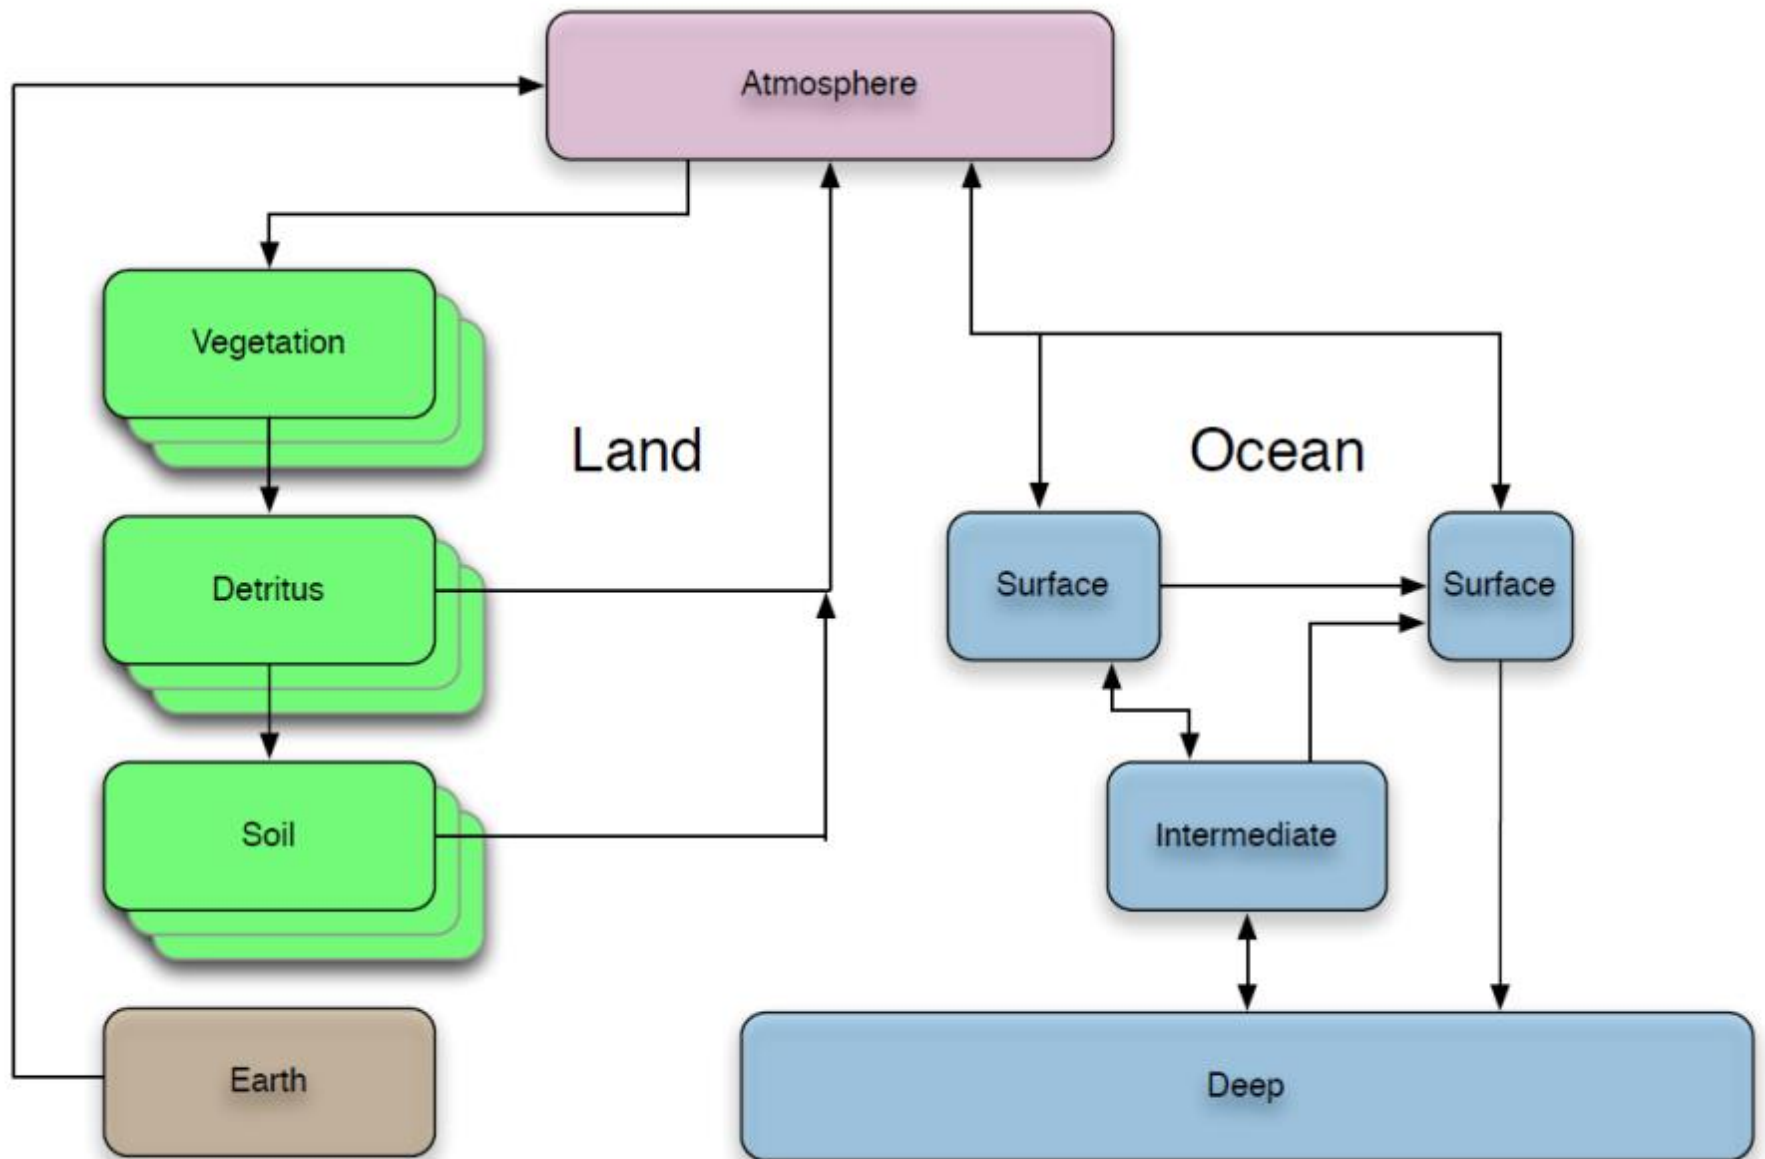 Atmosphere
Vegetation
Land
Ocean
Detritus
Surface
Surface
Soil
Intermediate
Earth
Deep